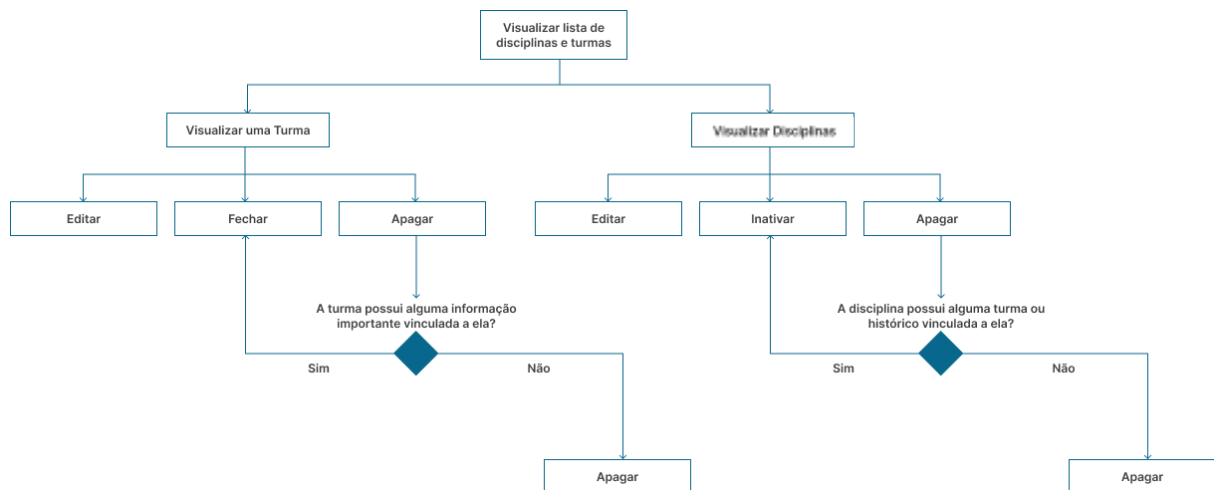 Visualizar lista de
disciplinas e turmas
Visualizar uma Turma
Visualizar Disciplinas
Editar
Fechar
Apagar
Editar
Inativar
Apagar
A turma possui alguma informação
importante vinculada a ela?
A disciplina possui alguma turma ou
histórico vinculada a ela?
Sim
Não
Sim
Não
Apagar
Apagar